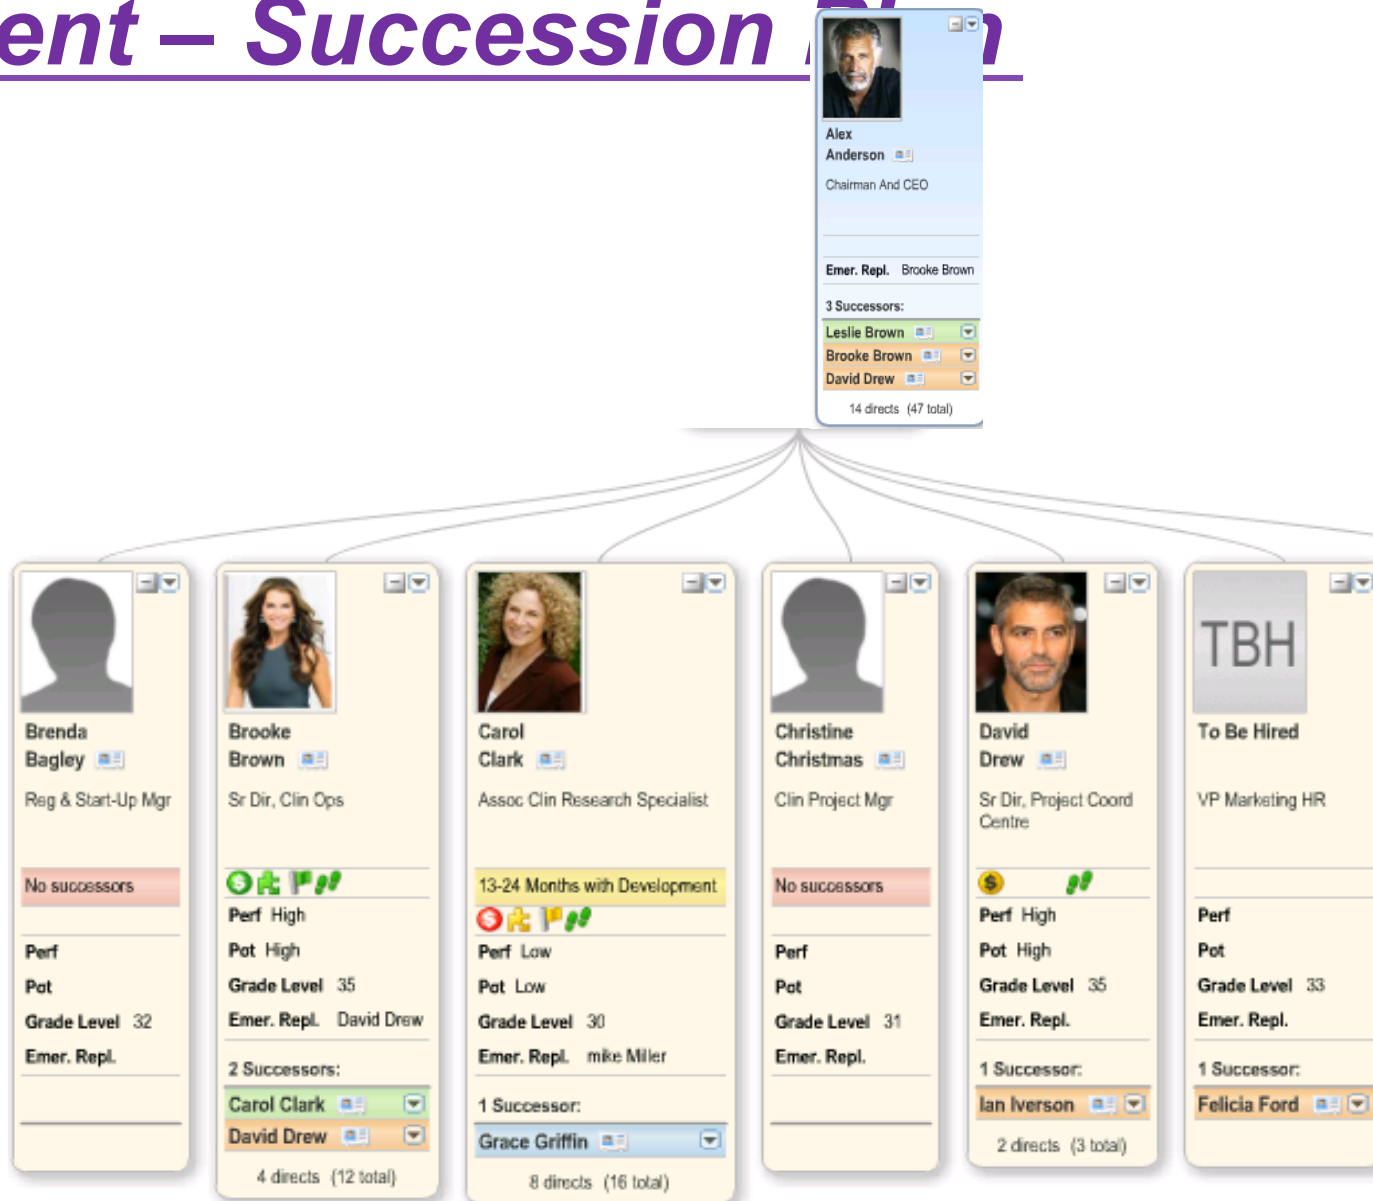 ent – Succession
Alex
Anderson
Chairman And CEO
Emer. Repl. Brooke Brown
3 Successors:
Leslie Brown
Brooke Brown
David Drew
14 directs (47 total)
Brenda
Bagley
Reg & Start-Up Mgr
No successors
Perf
Pot
Grade Level 32
Emer. Repl.
Brooke
Brown
Sr Dir, Clin Ops
Perf High
Pot High
Grade Level 35
Emer. Repl. David Drew
2 Successors:
Carol Clark
David Drew
4 directs (12 total)
Carol
Clark
Assoc Clin Research Specialist
13-24 Months with Development
Perf Low
Pot Low
Grade Level 30
Emer. Repl. mike Miller
1 Successor:
Grace Griffin
8 directs (16 total)
Christine
Christmas
Clin Project Mgr
No successors
Perf
Pot
Grade Level 31
Emer. Repl.
David
Drew
Sr Dir, Project Coord
Centre
Perf High
Pot High
Grade Level 35
Emer. Repl.
1 Successor:
Ian Iverson
2 directs (3 total)
TBH
To Be Hired
VP Marketing HR
Perf
Pot
Grade Level 33
Emer. Repl.
1 Successor:
Felicia Ford